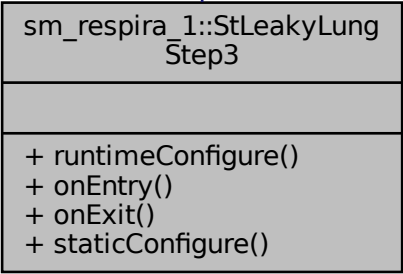 sm_respira_1::StLeakyLung
Step3
+ runtimeConfigure()
+ onEntry()
+ onExit()
+ staticConfigure()